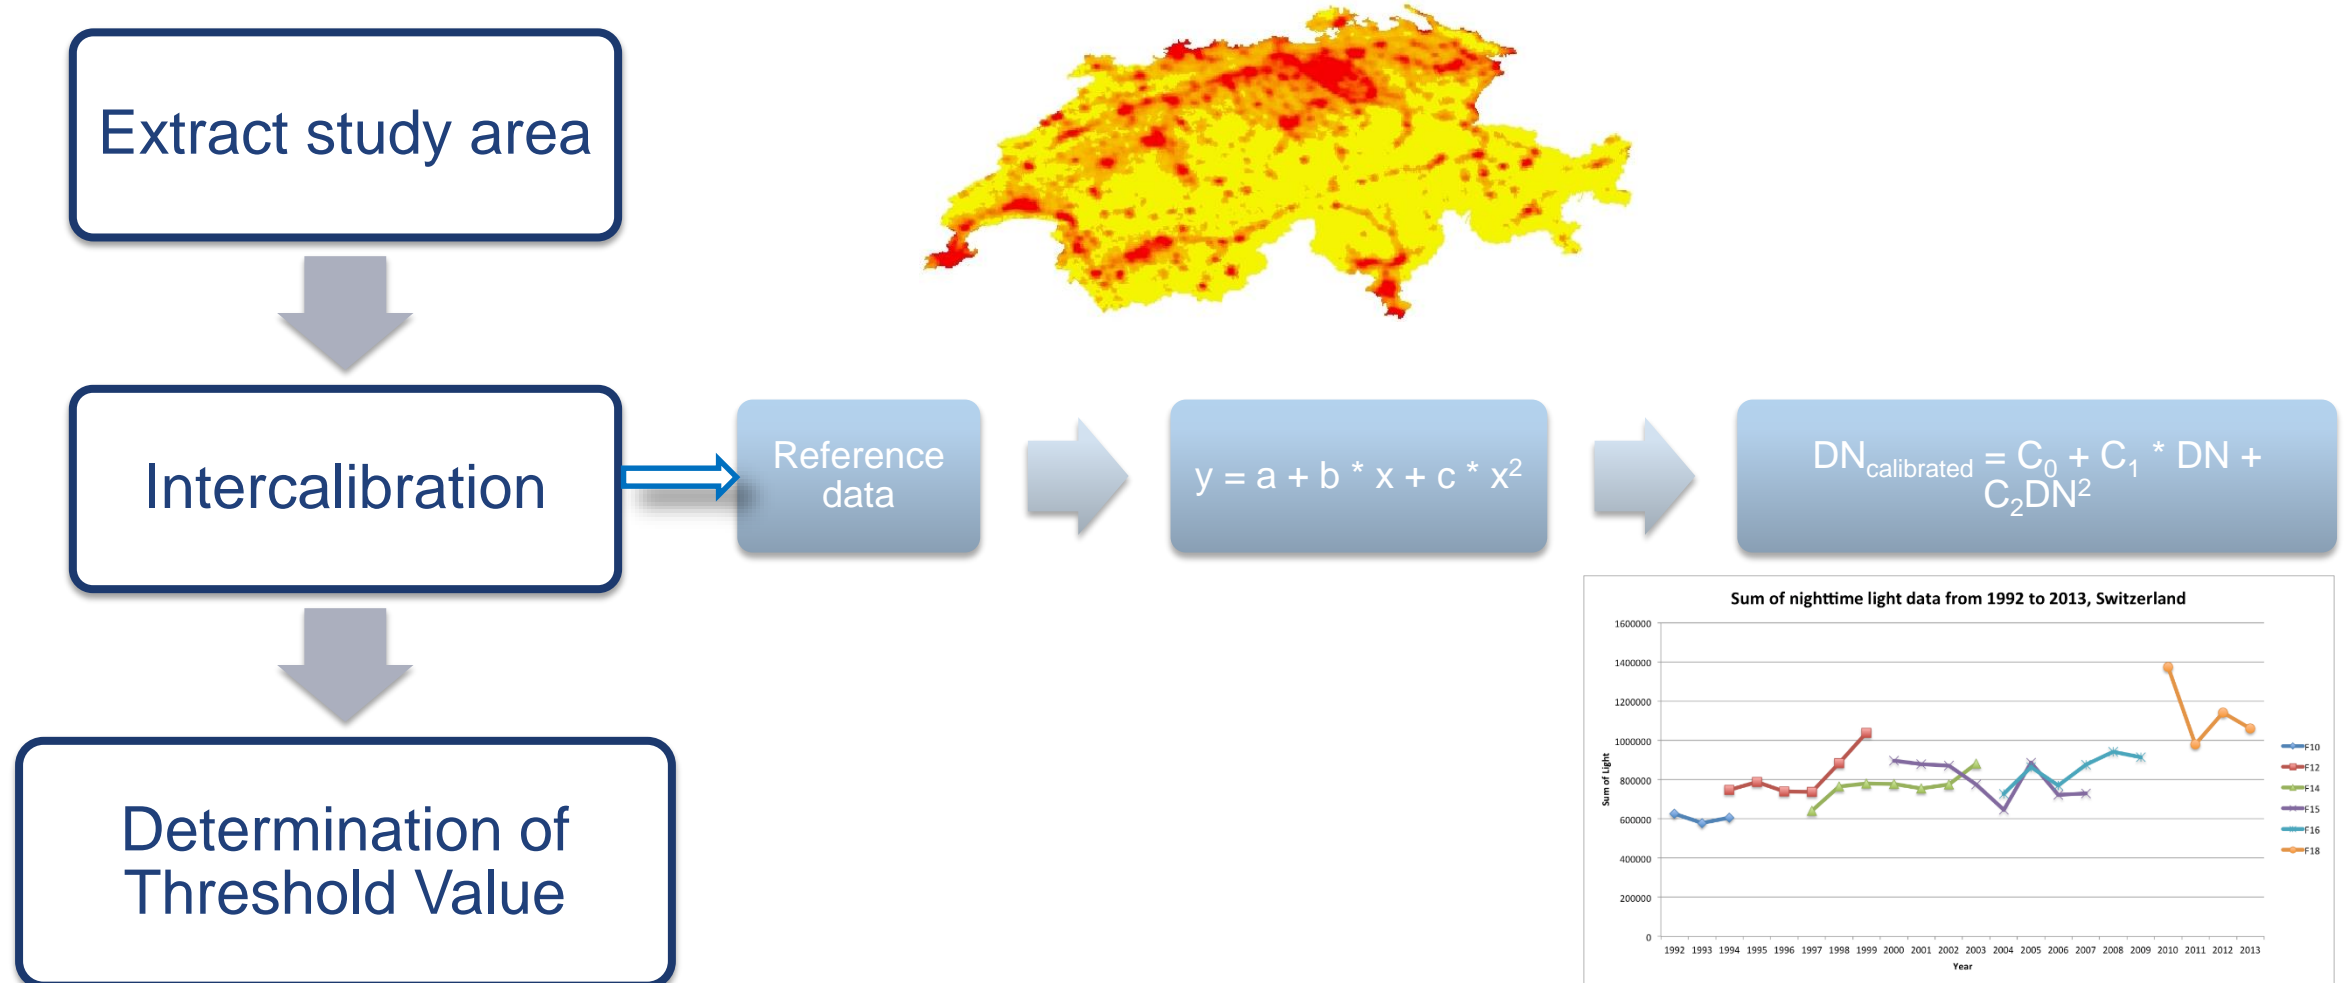 Extract study area
Intercalibration
Reference
data
y = a + b * x + c * x²
DNcalibrated = C₀ + C₁ * DN +
C₂DN²
Determination of
Threshold Value
Sum of nighttime light data from 1992 to 2013, Switzerland
Sum of Light
1600000
1400000
1200000
1000000
800000
600000
400000
200000
0
1992 1993 1994 1995 1996 1997 1998 1999 2000 2001 2002 2003 2004 2005 2006 2007 2008 2009 2010 2011 2012 2013
Year
F10
F12
F14
F15
F16
F18